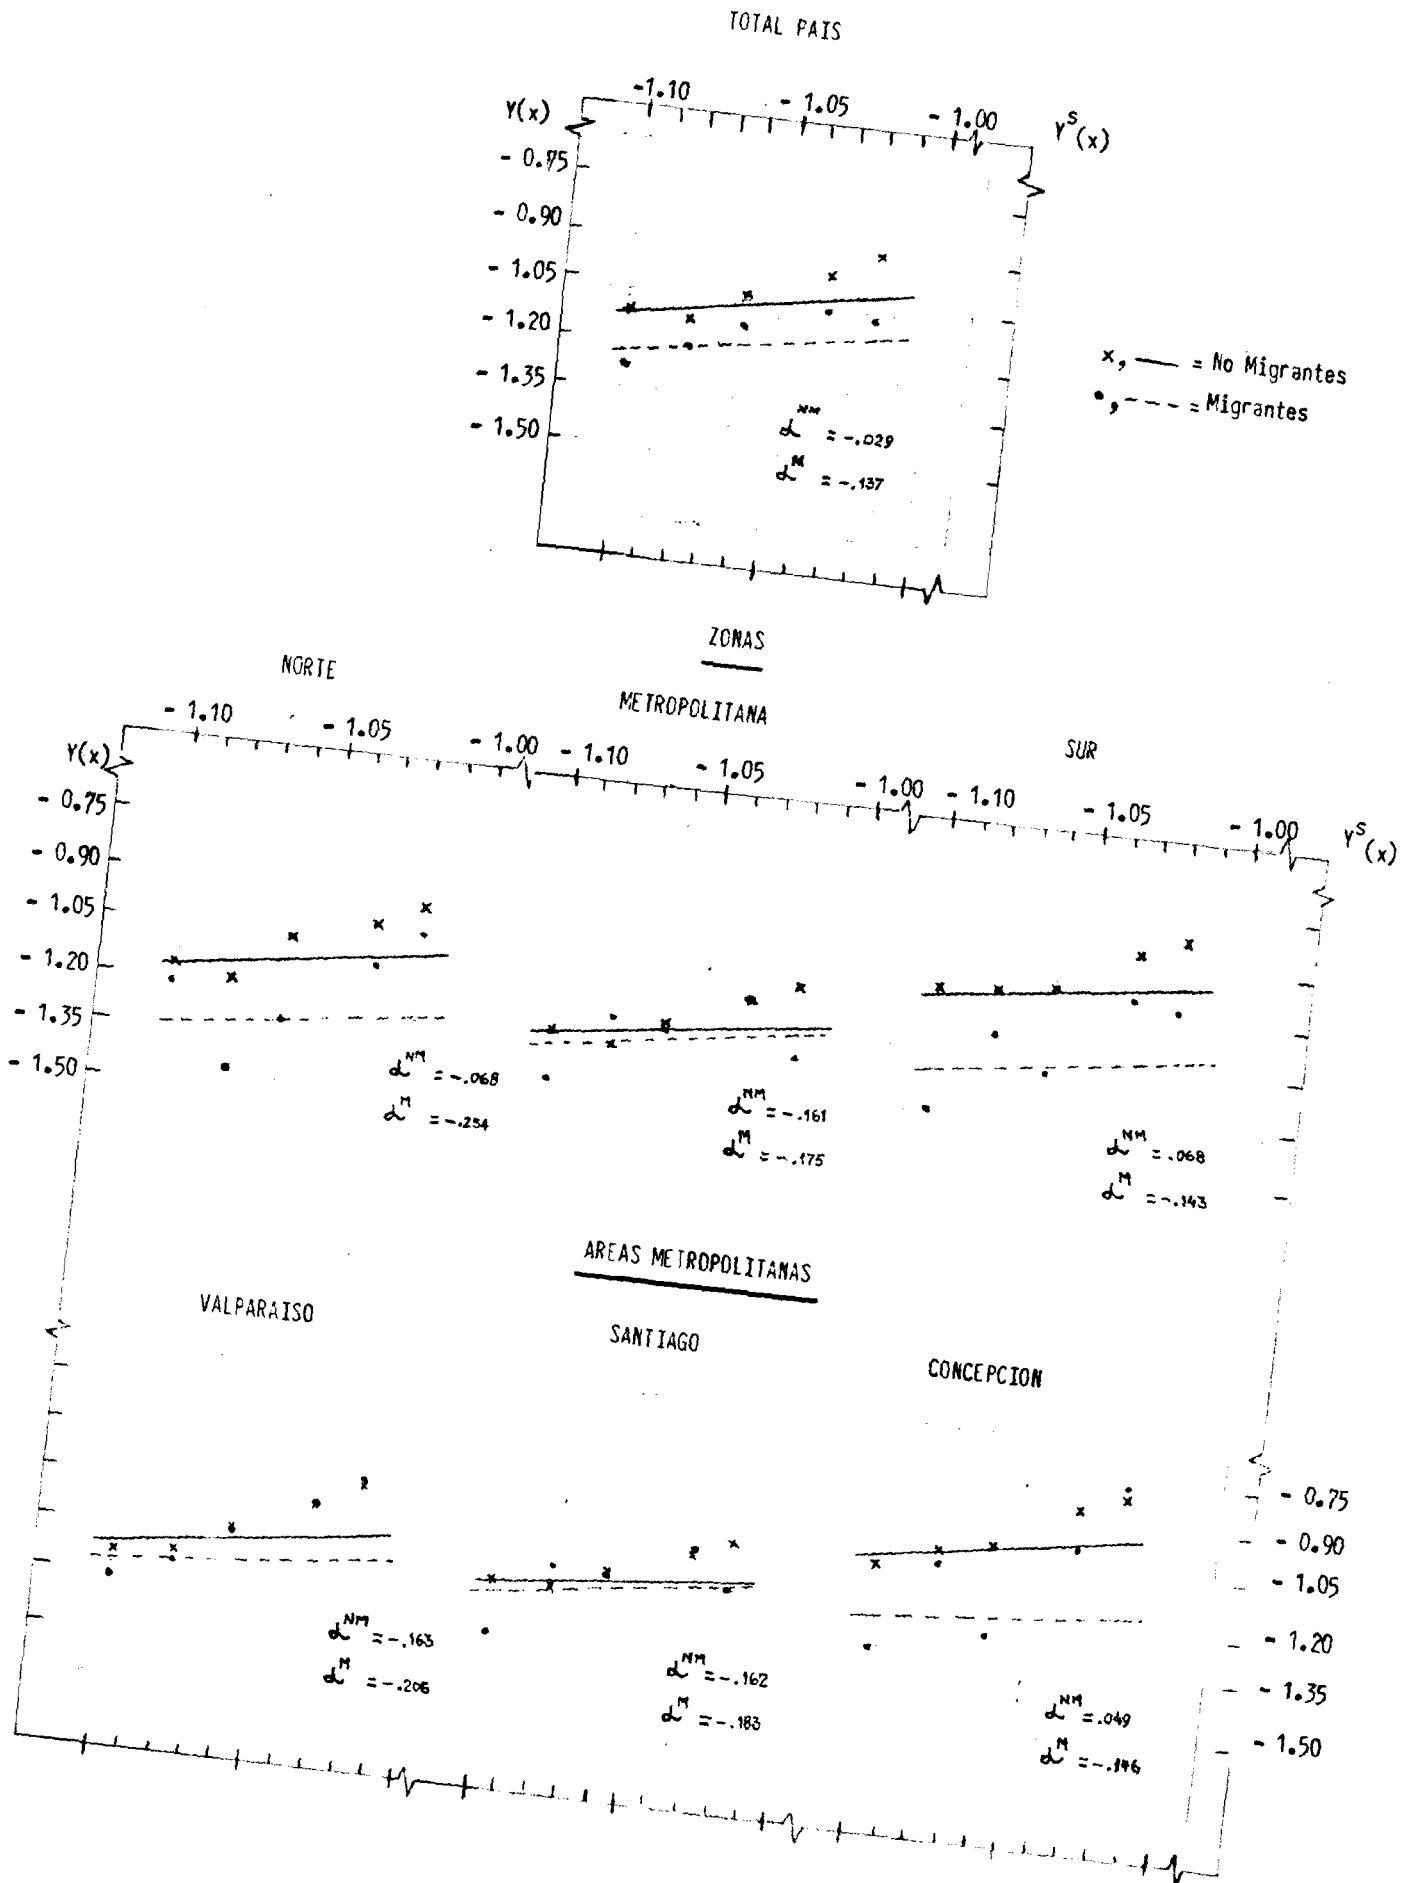 TOTAL PAIS
-1.10 - 1.05 - 1.00 Y^S(x)
Y(x)
- 0.75
- 0.90
- 1.05
- 1.20
- 1.35
- 1.50
x, — = No Migrantes
•, --- = Migrantes
α^NM = -.029
α^M = -.137
ZONAS
NORTE
METROPOLITANA
SUR
- 1.10 - 1.05 - 1.00 - 1.10 - 1.05 - 1.00 - 1.10 - 1.05 - 1.00 Y^S(x)
Y(x)
- 0.75
- 0.90
- 1.05
- 1.20
- 1.35
- 1.50
α^NM = -.068
α^M = -.234
α^NM = -.161
α^M = -.175
α^NM = .068
α^M = -.143
AREAS METROPOLITANAS
VALPARAISO
SANTIAGO
CONCEPCION
- 0.75
- 0.90
- 1.05
- 1.20
- 1.35
- 1.50
α^NM = -.163
α^M = -.206
α^NM = -.162
α^M = -.183
α^NM = .049
α^M = -.146